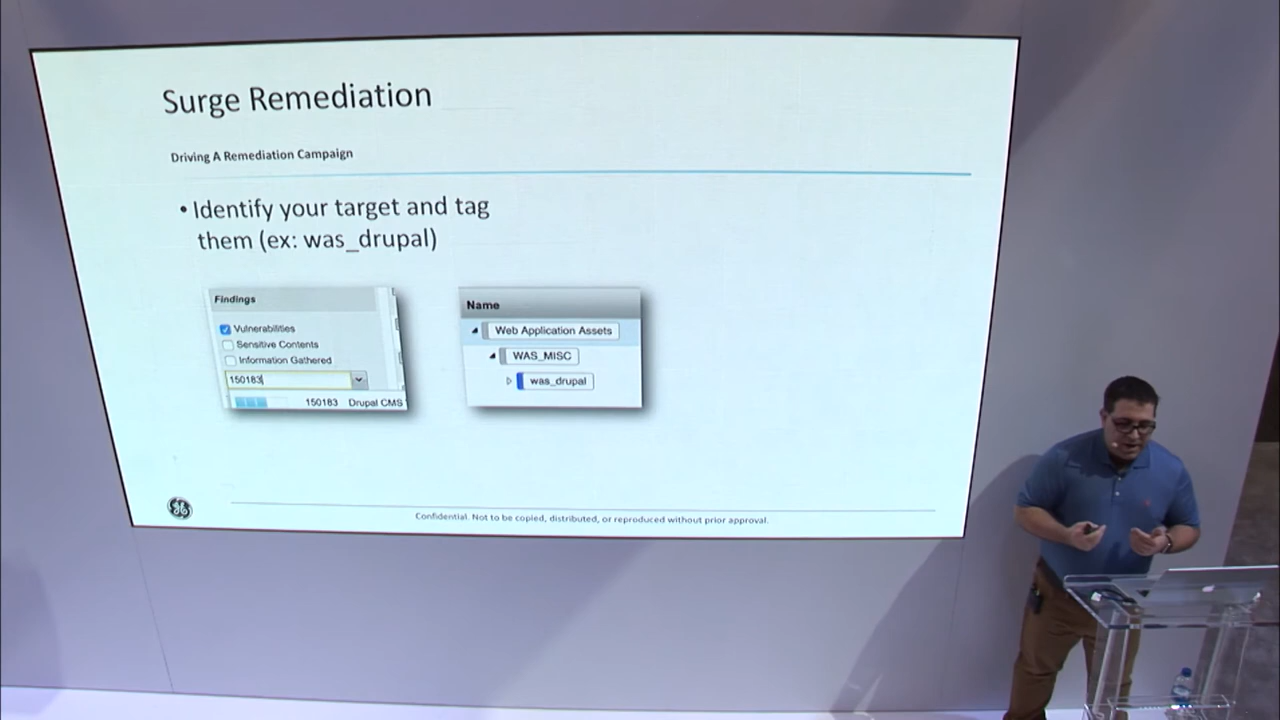 Surge Remediation
Driving A Remediation Campaign
• Identify your target and tag
them (ex: was_drupal)
Findings
Vulnerabilities
Sensitive Contents
Information Gathered
150183
150183 Drupal CMS
Name
Web Application Assets
WAS_MISC
was_drupal
Confidential. Not to be copied, distributed, or reproduced without prior approval.